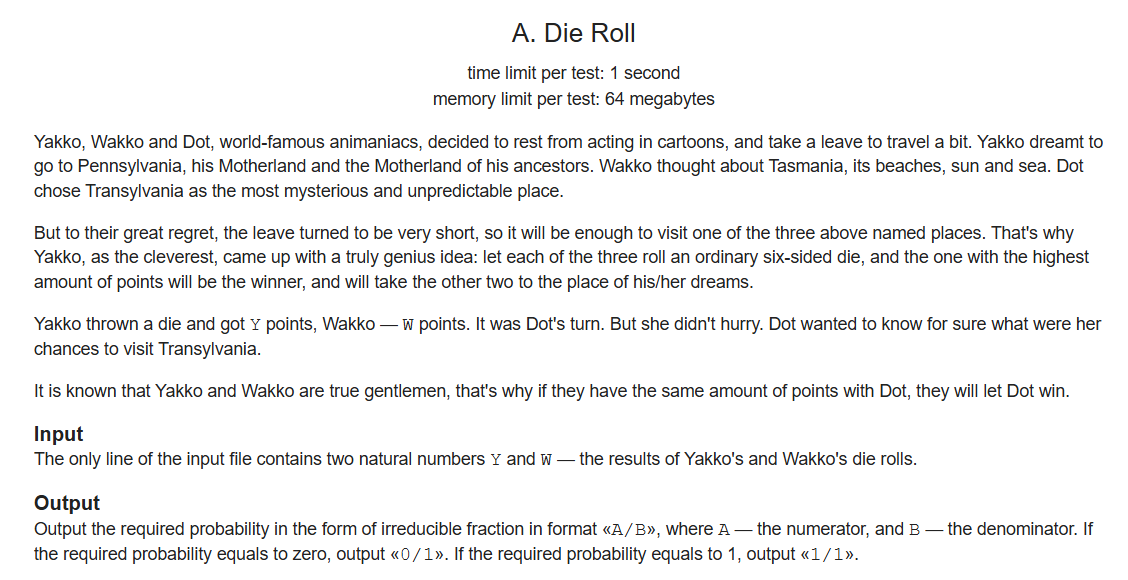 A. Die Roll
time limit per test: 1 second
memory limit per test: 64 megabytes
Yakko, Wakko and Dot, world-famous animaniacs, decided to rest from acting in cartoons, and take a leave to travel a bit. Yakko dreamt to
go to Pennsylvania, his Motherland and the Motherland of his ancestors. Wakko thought about Tasmania, its beaches, sun and sea. Dot
chose Transylvania as the most mysterious and unpredictable place.
But to their great regret, the leave turned to be very short, so it will be enough to visit one of the three above named places. That's why
Yakko, as the cleverest, came up with a truly genius idea: let each of the three roll an ordinary six-sided die, and the one with the highest
amount of points will be the winner, and will take the other two to the place of his/her dreams.
Yakko thrown a die and got Y points, Wakko — W points. It was Dot's turn. But she didn't hurry. Dot wanted to know for sure what were her
chances to visit Transylvania.
It is known that Yakko and Wakko are true gentlemen, that's why if they have the same amount of points with Dot, they will let Dot win.
Input
The only line of the input file contains two natural numbers Y and W — the results of Yakko's and Wakko's die rolls.
Output
Output the required probability in the form of irreducible fraction in format «A/B», where A — the numerator, and B — the denominator. If
the required probability equals to zero, output «0/1». If the required probability equals to 1, output «1/1».